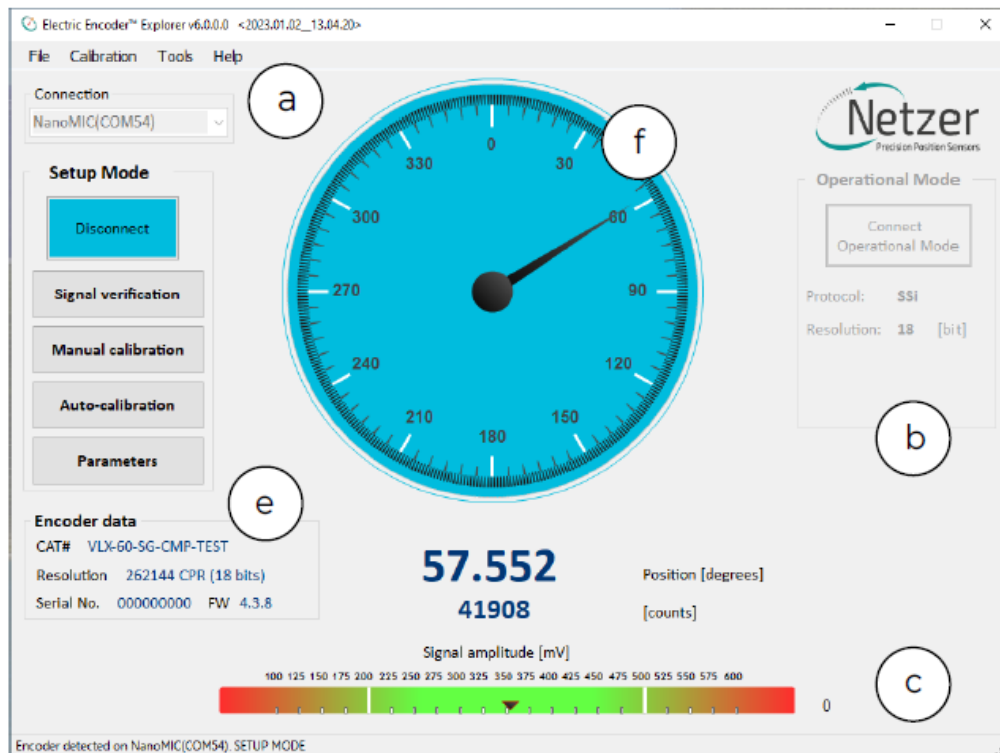 Electric Encoder™ Explorer v6.0.0.0 <2023.01.02__13.04.20>
File Calibration Tools Help
a
Connection
NanoMIC(COM54)
Netzer
Precision Position Sensors
f
0
30
60
90
120
150
180
210
240
270
300
330
Setup Mode
Disconnect
Signal verification
Manual calibration
Auto-calibration
Parameters
Operational Mode
Connect
Operational Mode
Protocol: SSi
Resolution: 18 [bit]
b
e
Encoder data
CAT# VLX-60-SG-CMP-TEST
Resolution 262144 CPR (18 bits)
Serial No. 000000000 FW 4.3.8
57.552 Position [degrees]
41908 [counts]
Signal amplitude [mV]
100 125 150 175 200 225 250 275 300 325 350 375 400 425 450 475 500 525 550 575 600
0
c
Encoder detected on NanoMIC(COM54). SETUP MODE